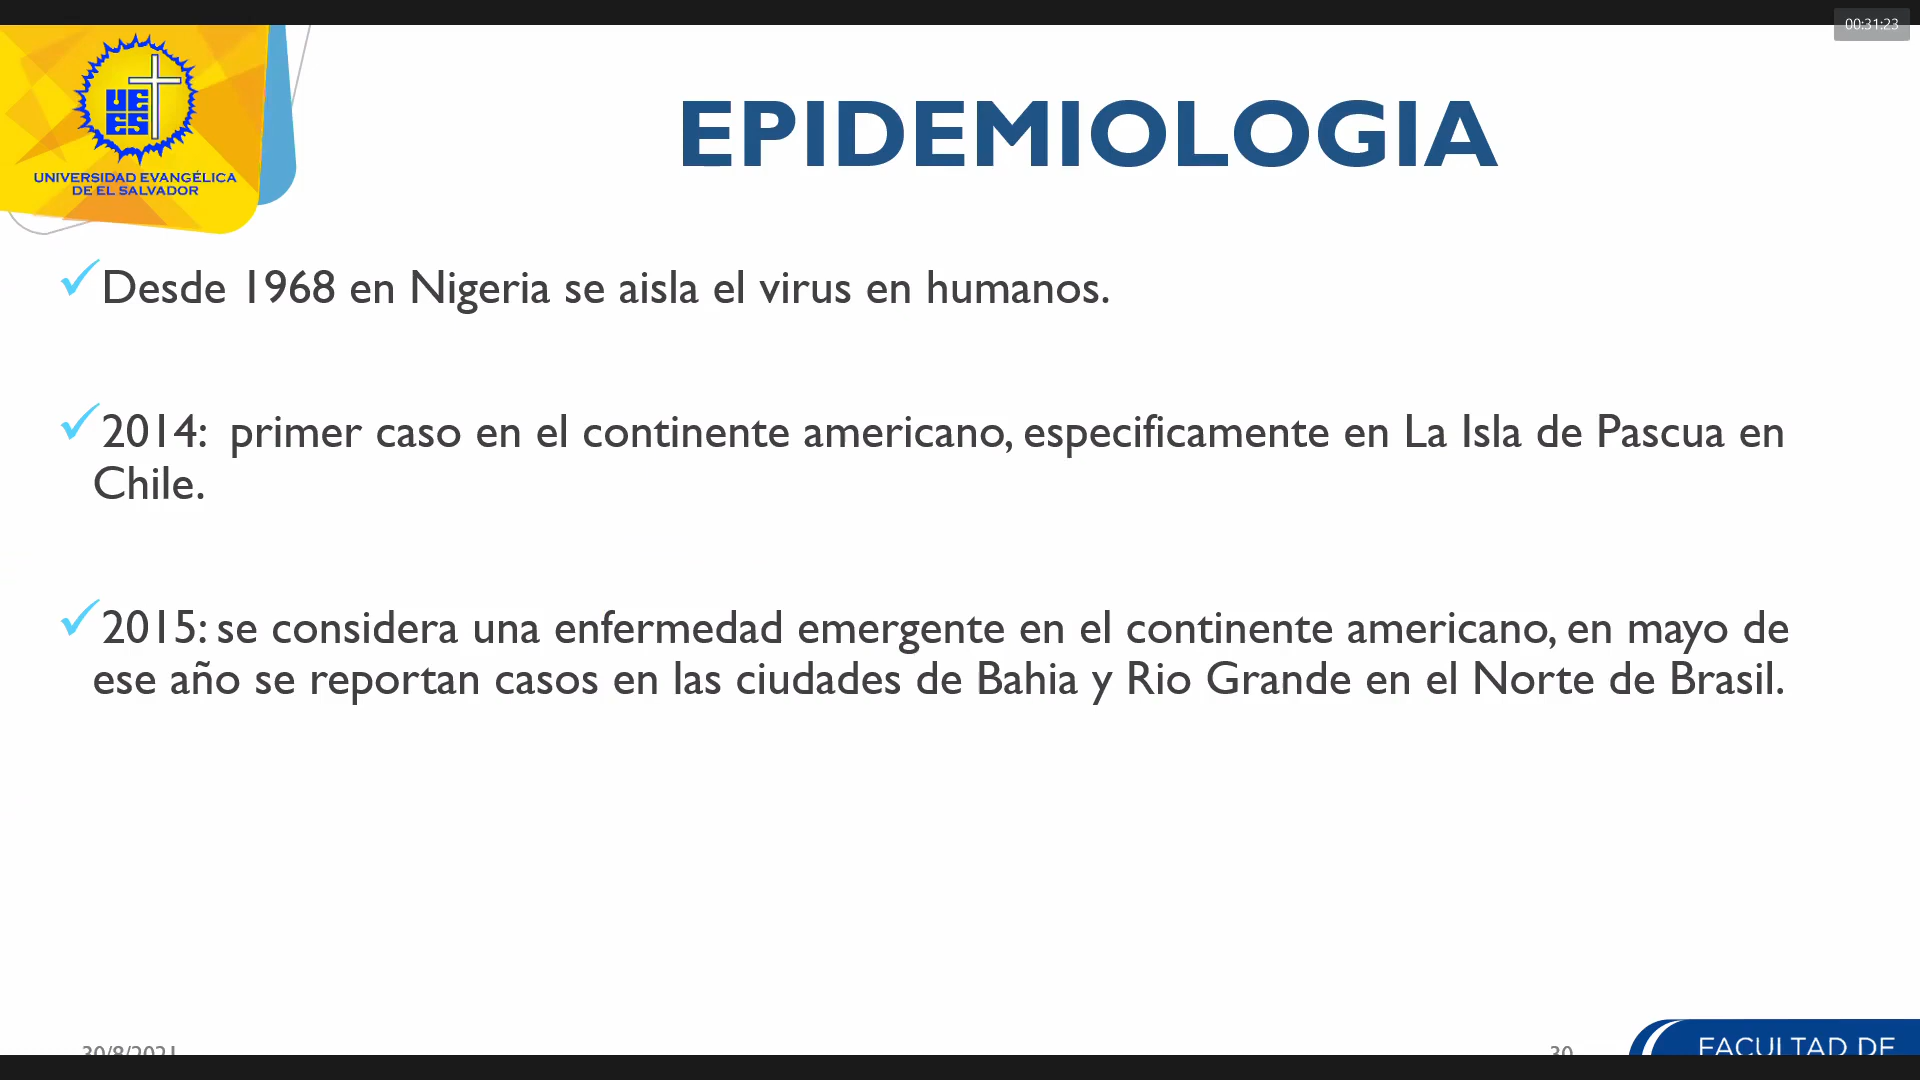 00:31:23
UE
ES
UNIVERSIDAD EVANGÉLICA
DE EL SALVADOR
EPIDEMIOLOGIA
Desde 1968 en Nigeria se aisla el virus en humanos.
2014: primer caso en el continente americano, especificamente en La Isla de Pascua en
Chile.
2015: se considera una enfermedad emergente en el continente americano, en mayo de
ese año se reportan casos en las ciudades de Bahia y Rio Grande en el Norte de Brasil.
30/8/2021
30
FACULTAD DE